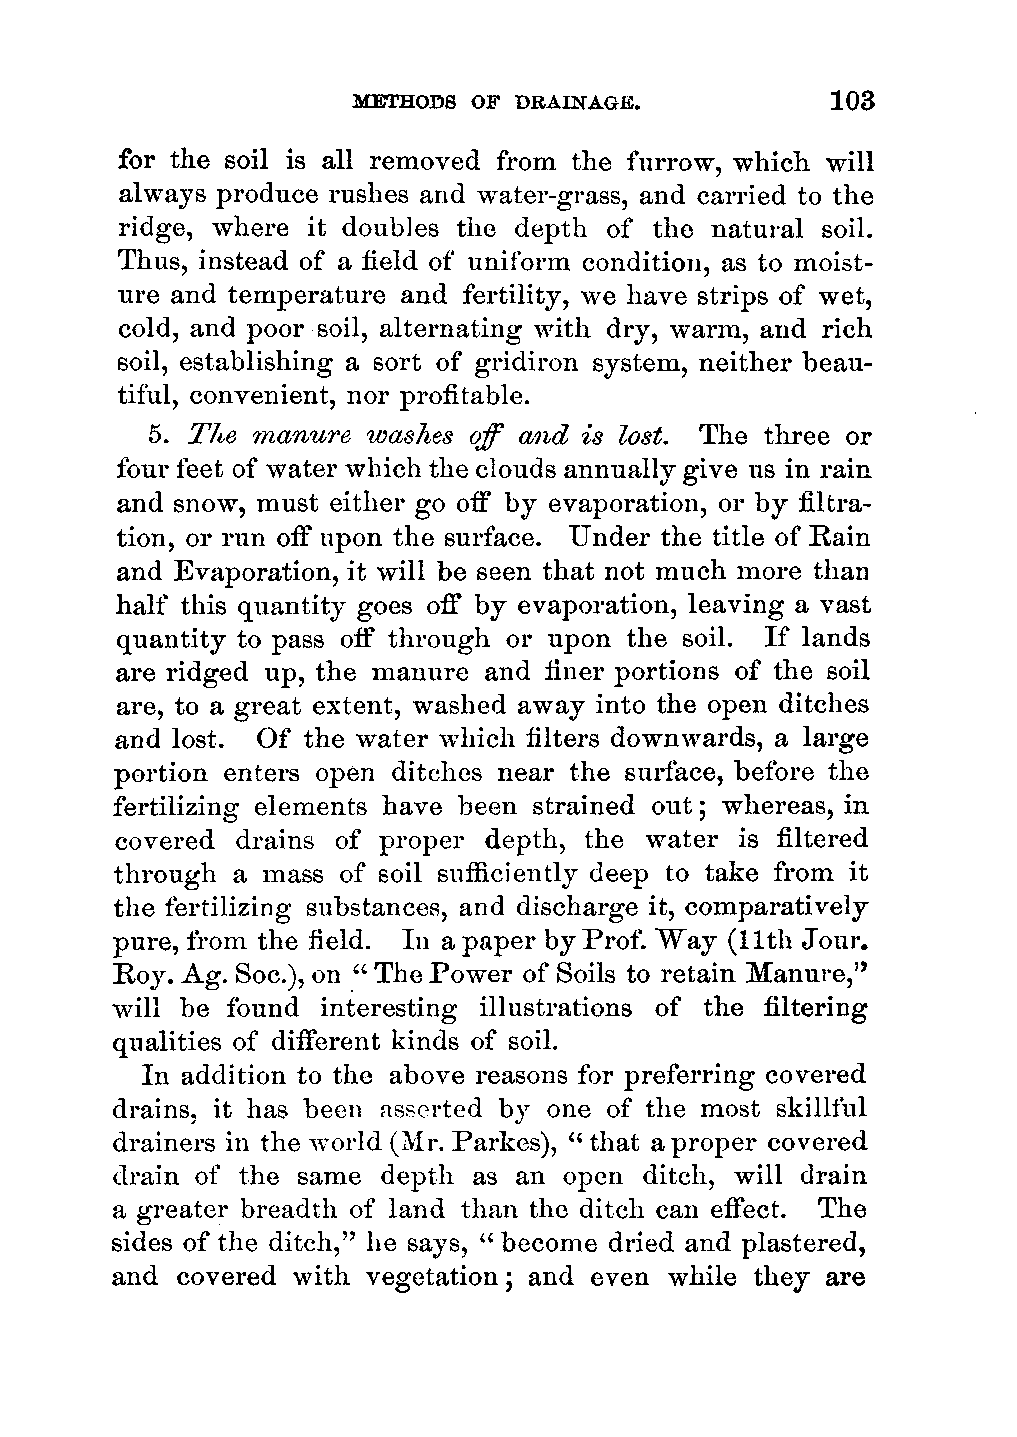 METHODS OF DRAINAGE. 103
for the soil is all removed from the furrow, which will
always produce rushes and water-grass, and carried to the
ridge, where it doubles the depth of the natural soil.
Thus, instead of a field of uniform condition, as to moist-
ure and temperature and fertility, we have strips of wet,
cold, and poor soil, alternating with dry, warm, and rich
soil, establishing a sort of gridiron system, neither beau-
tiful, convenient, nor profitable.
5. The manure washes off and is lost. The three or
four feet of water which the clouds annually give us in rain
and snow, must either go off by evaporation, or by filtra-
tion, or run off upon the surface. Under the title of Rain
and Evaporation, it will be seen that not much more than
half this quantity goes off by evaporation, leaving a vast
quantity to pass off through or upon the soil. If lands
are ridged up, the manure and finer portions of the soil
are, to a great extent, washed away into the open ditches
and lost. Of the water which filters downwards, a large
portion enters open ditches near the surface, before the
fertilizing elements have been strained out; whereas, in
covered drains of proper depth, the water is filtered
through a mass of soil sufficiently deep to take from it
the fertilizing substances, and discharge it, comparatively
pure, from the field. In a paper by Prof. Way (11th Jour.
Roy. Ag. Soc.), on "The Power of Soils to retain Manure,"
will be found interesting illustrations of the filtering
qualities of different kinds of soil.
In addition to the above reasons for preferring covered
drains, it has been asserted by one of the most skillful
drainers in the world (Mr. Parkes), "that a proper covered
drain of the same depth as an open ditch, will drain
a greater breadth of land than the ditch can effect. The
sides of the ditch," he says, "become dried and plastered,
and covered with vegetation; and even while they are